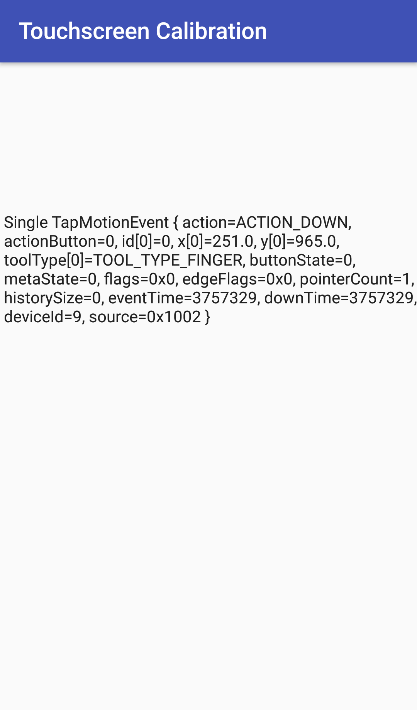 Touchscreen Calibration
Single TapMotionEvent { action=ACTION_DOWN,
actionButton=0, id[0]=0, x[0]=251.0, y[0]=965.0,
toolType[0]=TOOL_TYPE_FINGER, buttonState=0,
metaState=0, flags=0x0, edgeFlags=0x0, pointerCount=1,
historySize=0, eventTime=3757329, downTime=3757329,
deviceId=9, source=0x1002 }